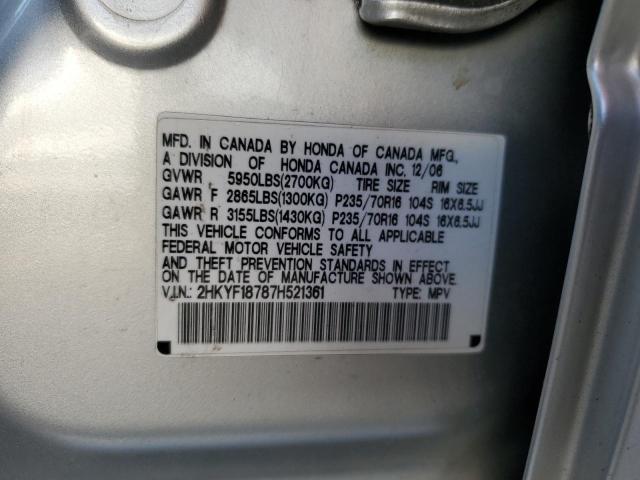 MFD. IN CANADA BY HONDA OF CANADA MFG.,
A DIVISION OF HONDA CANADA INC. 12/06
GVWR 5950LBS(2700KG) TIRE SIZE RIM SIZE
GAWR F 2865LBS(1300KG) P235/70R16 104S 16X6.5JJ
GAWR R 3155LBS(1430KG) P235/70R16 104S 16X6.5JJ
THIS VEHICLE CONFORMS TO ALL APPLICABLE
FEDERAL MOTOR VEHICLE SAFETY
AND THEFT PREVENTION STANDARDS IN EFFECT
ON THE DATE OF MANUFACTURE SHOWN ABOVE.
V.I.N.: 2HKYF18787H521361 TYPE: MPV